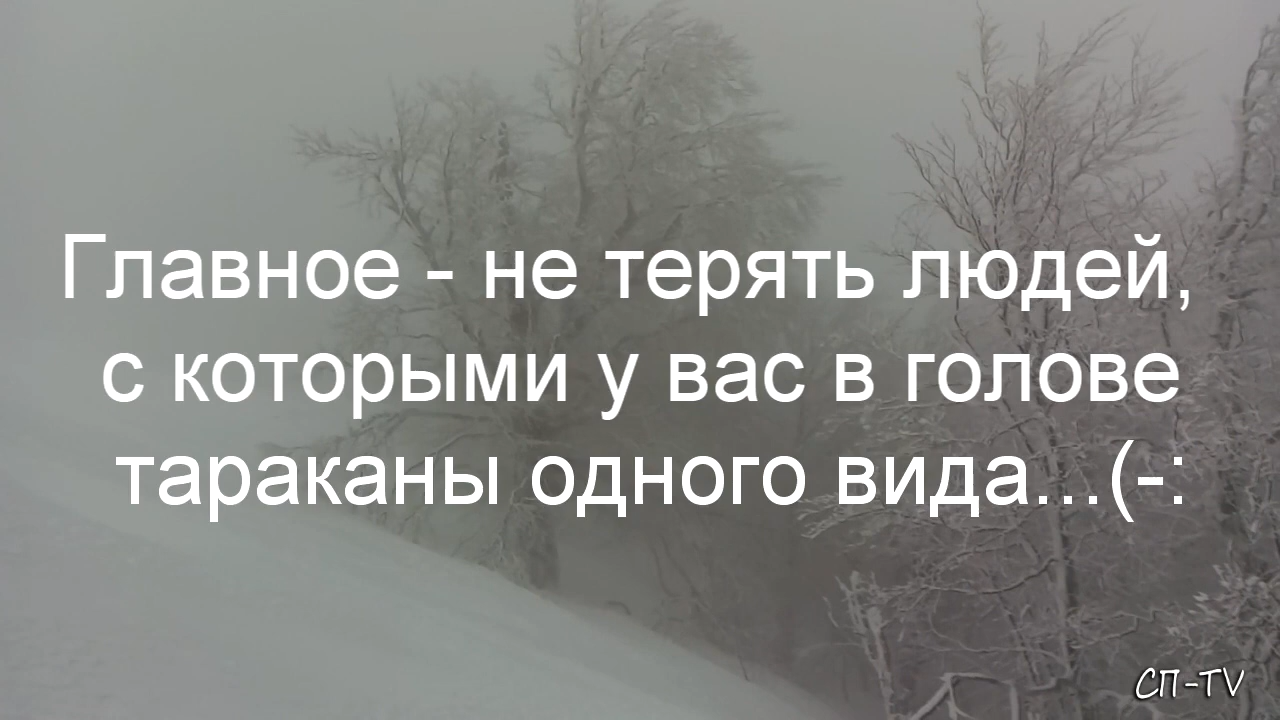 Главное - не терять людей,
с которыми у вас в голове
тараканы одного вида...(-:
СП-TV